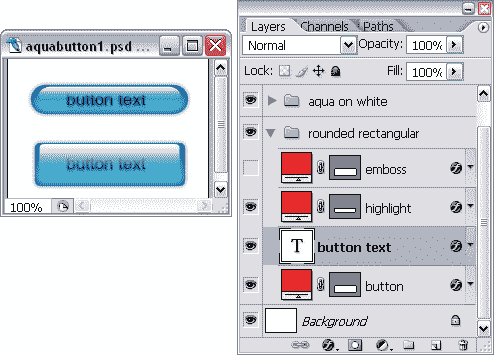 aquabutton1.psd ...
button text
button text
100%
Layers Channels Paths
Normal Opacity: 100%
Lock: Fill: 100%
aqua on white
rounded rectangular
emboss
highlight
T button text
button
Background